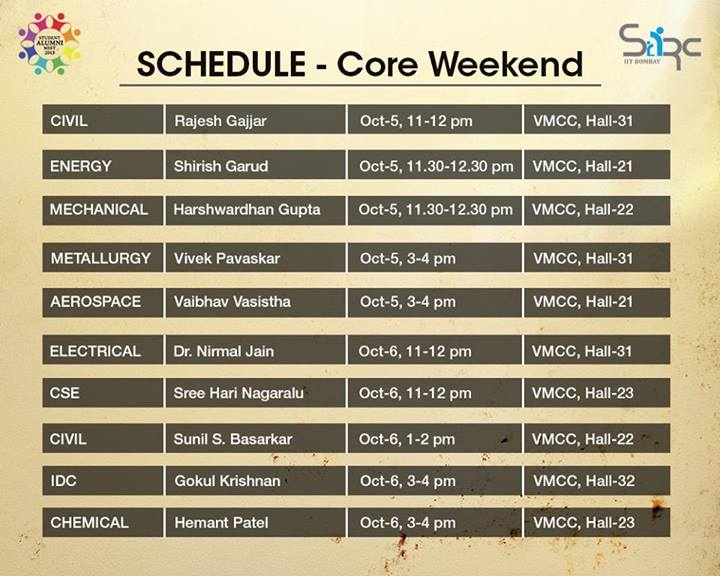 STUDENT
ALUMNI
MEET
2013
SCHEDULE - Core Weekend
SARC
IIT BOMBAY
CIVIL Rajesh Gajjar Oct-5, 11-12 pm VMCC, Hall-31
ENERGY Shirish Garud Oct-5, 11.30-12.30 pm VMCC, Hall-21
MECHANICAL Harshwardhan Gupta Oct-5, 11.30-12.30 pm VMCC, Hall-22
METALLURGY Vivek Pavaskar Oct-5, 3-4 pm VMCC, Hall-31
AEROSPACE Vaibhav Vasistha Oct-5, 3-4 pm VMCC, Hall-21
ELECTRICAL Dr. Nirmal Jain Oct-6, 11-12 pm VMCC, Hall-31
CSE Sree Hari Nagaralu Oct-6, 11-12 pm VMCC, Hall-23
CIVIL Sunil S. Basarkar Oct-6, 1-2 pm VMCC, Hall-22
IDC Gokul Krishnan Oct-6, 3-4 pm VMCC, Hall-32
CHEMICAL Hemant Patel Oct-6, 3-4 pm VMCC, Hall-23